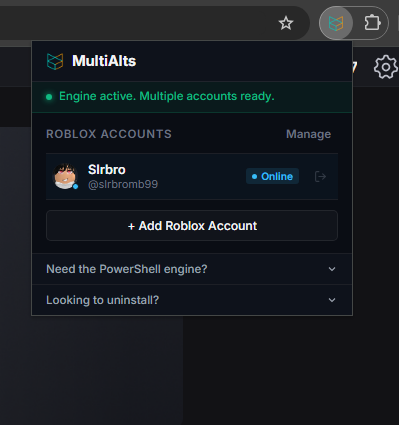 MultiAlts
Engine active. Multiple accounts ready.
ROBLOX ACCOUNTS
Manage
Slrbro
@slrbromb99
Online
+ Add Roblox Account
Need the PowerShell engine?
Looking to uninstall?